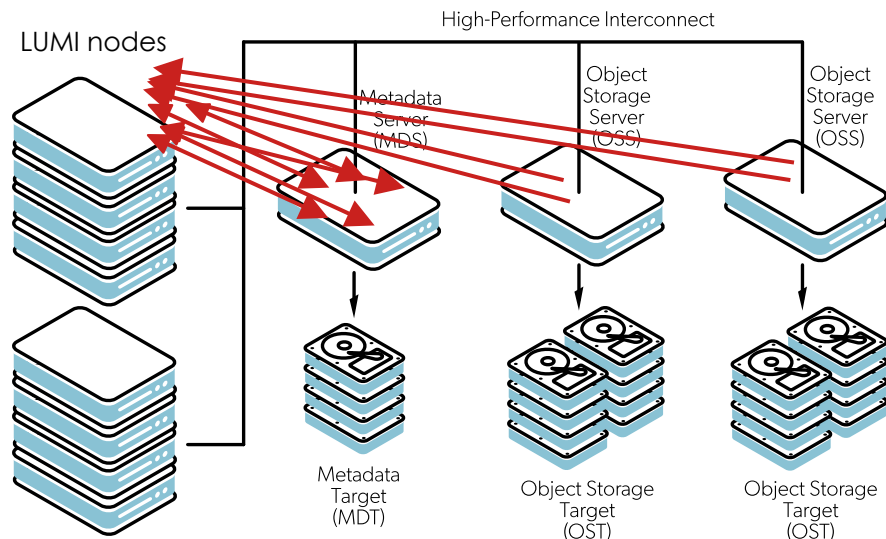 High-Performance Interconnect
LUMI nodes
Metadada
Server
(MDS)
Object
Storage
Server
(OSS)
Object
Storage
Server
(OSS)
Metadata
Target
(MDT)
Object Storage
Target
(OST)
Object Storage
Target
(OST)